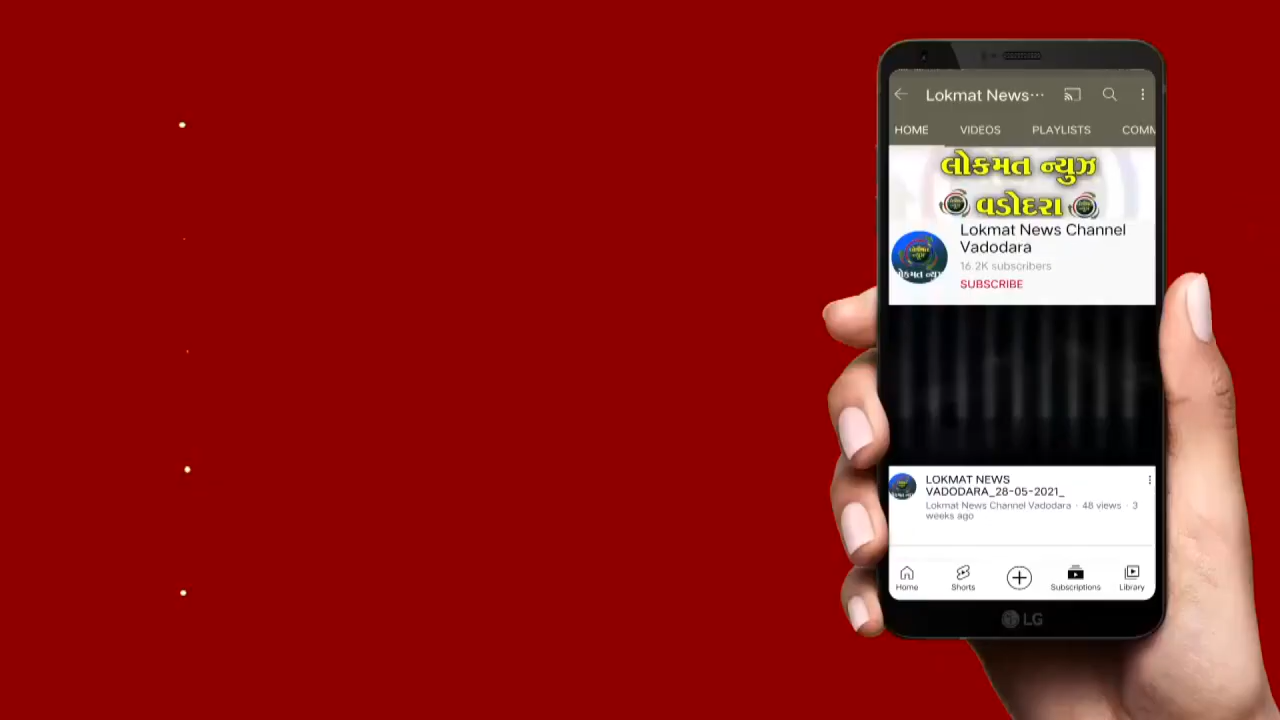 Lokmat News...
HOME VIDEOS PLAYLISTS COMM
લોકમત ન્યુઝ
વડોદરા
Lokmat News Channel
Vadodara
16.2K subscribers
SUBSCRIBE
LOKMAT NEWS
VADODARA_28-05-2021_
Lokmat News Channel Vadodara · 48 views · 3
weeks ago
Home Shorts Subscriptions Library
LG